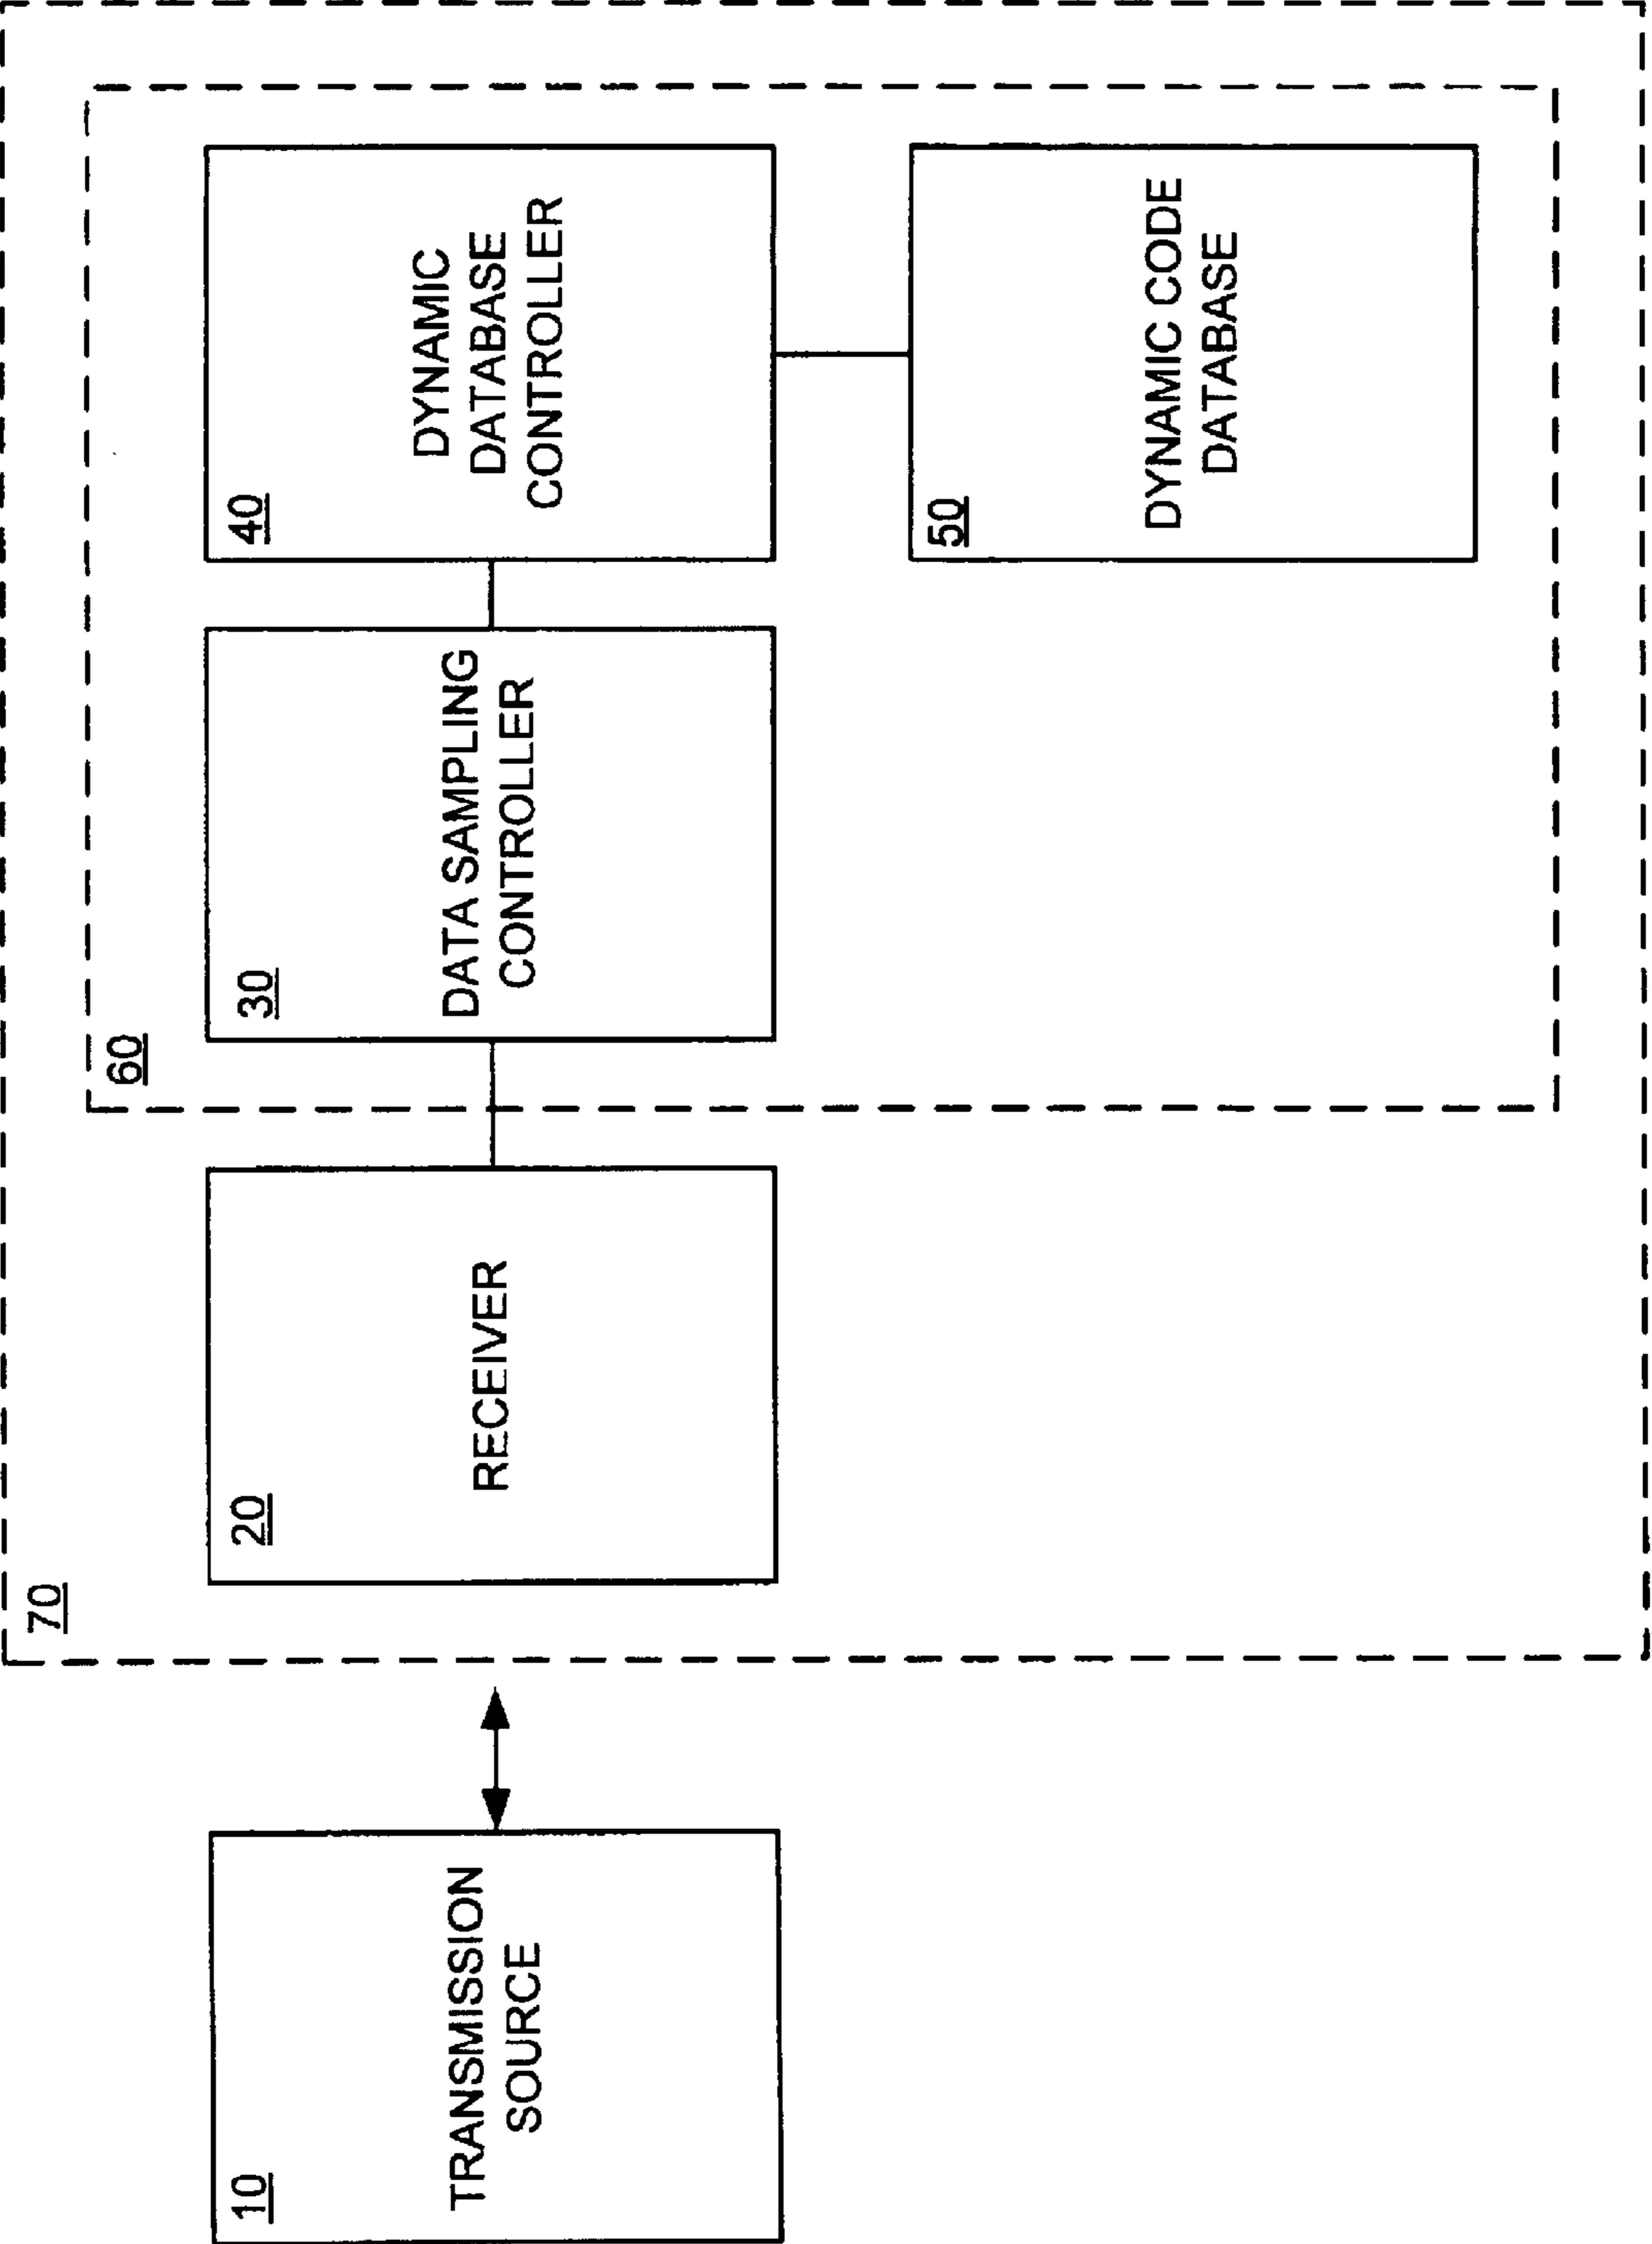 10
TRANSMISSION
SOURCE
70
20
RECEIVER
60
30
DATA SAMPLING
CONTROLLER
40
DYNAMIC
DATABASE
CONTROLLER
50
DYNAMIC CODE
DATABASE